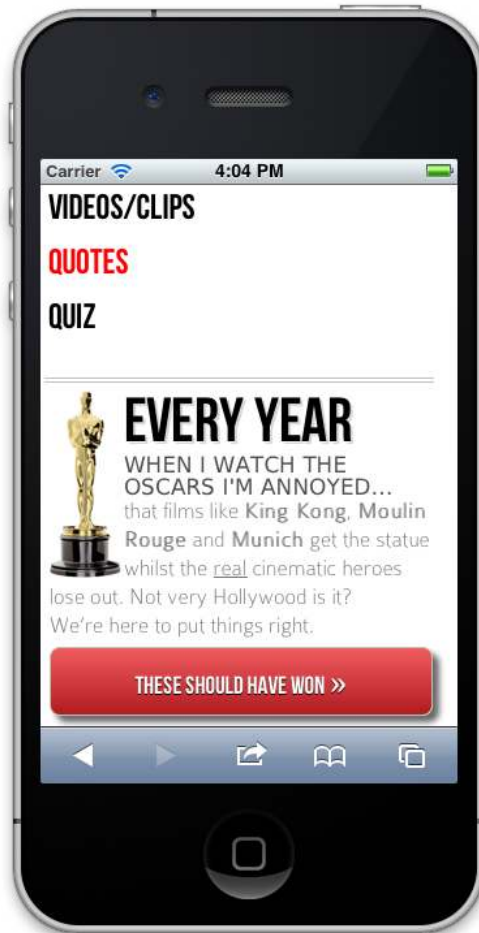 Carrier 4:04 PM
VIDEOS/CLIPS
QUOTES
QUIZ
EVERY YEAR
WHEN I WATCH THE
OSCARS I'M ANNOYED...
that films like King Kong, Moulin
Rouge and Munich get the statue
whilst the real cinematic heroes
lose out. Not very Hollywood is it?
We're here to put things right.
THESE SHOULD HAVE WON »